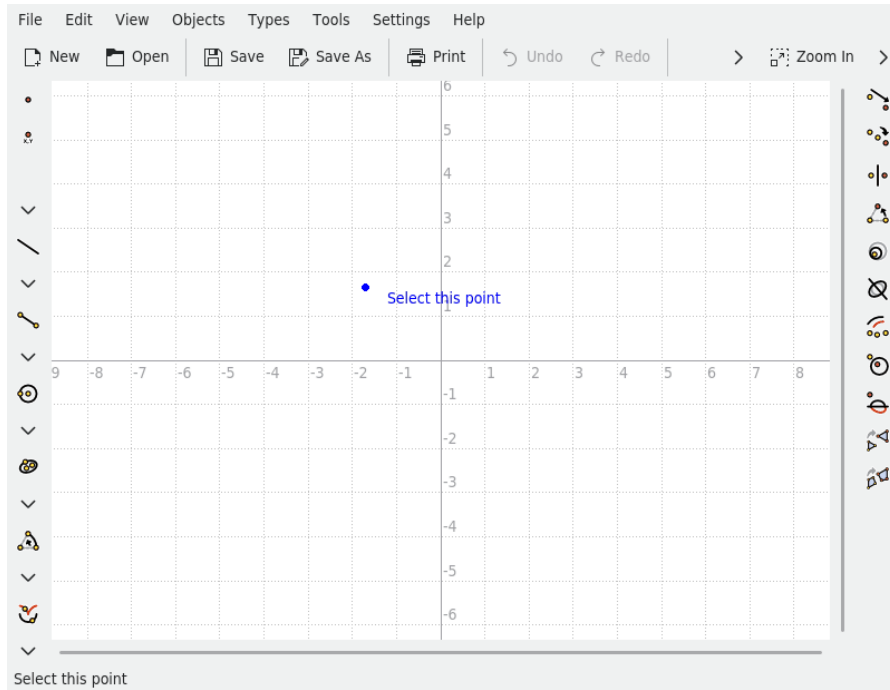 File Edit View Objects Types Tools Settings Help
New Open Save Save As Print Undo Redo Zoom In
x,y
6
5
4
3
2
Select this point
1
9 -8 -7 -6 -5 -4 -3 -2 -1 1 2 3 4 5 6 7 8
-1
-2
-3
-4
-5
-6
Select this point